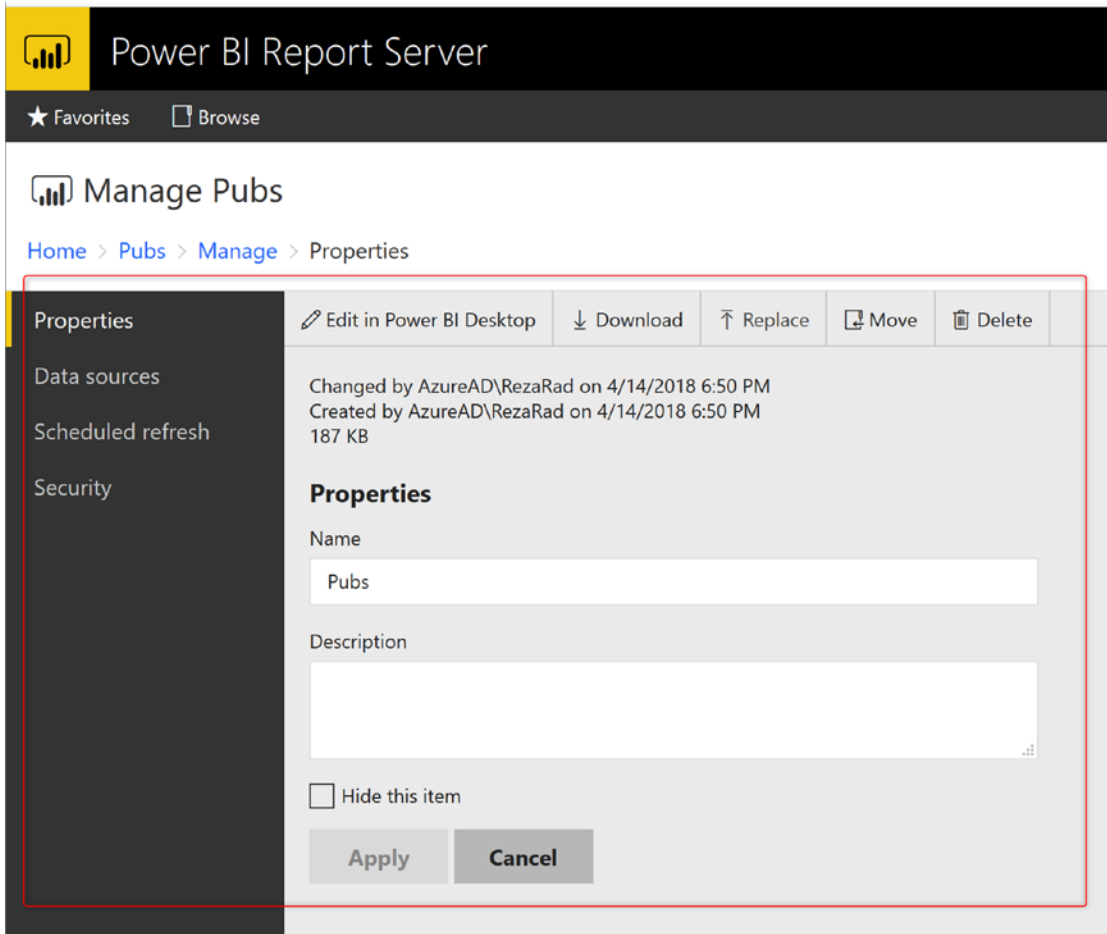 Power BI Report Server
Favorites Browse
Manage Pubs
Home > Pubs > Manage > Properties
Properties
Data sources
Scheduled refresh
Security
Edit in Power BI Desktop Download Replace Move Delete
Changed by AzureAD\RezaRad on 4/14/2018 6:50 PM
Created by AzureAD\RezaRad on 4/14/2018 6:50 PM
187 KB
Properties
Name
Pubs
Description
Hide this item
Apply Cancel